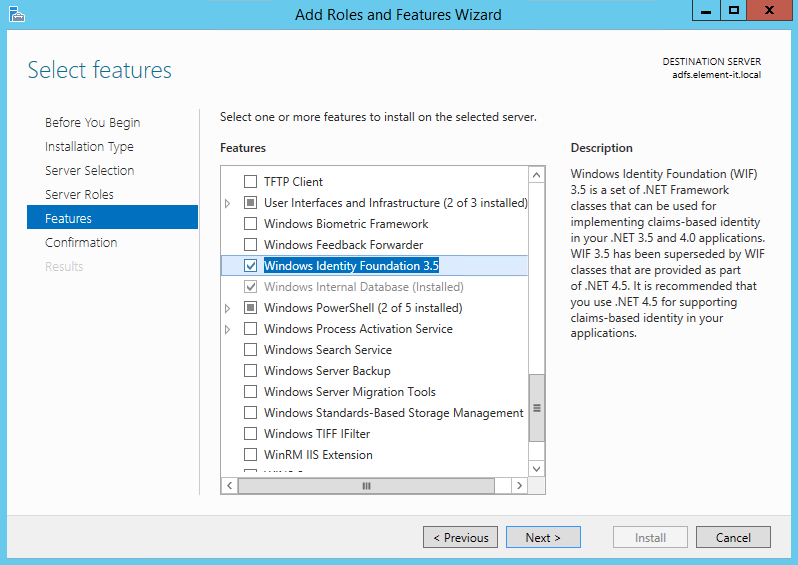 Add Roles and Features Wizard
Select features
DESTINATION SERVER
adfs.element-it.local
Before You Begin
Installation Type
Server Selection
Server Roles
Features
Confirmation
Results
Select one or more features to install on the selected server.
Features
TFTP Client
User Interfaces and Infrastructure (2 of 3 installed)
Windows Biometric Framework
Windows Feedback Forwarder
Windows Identity Foundation 3.5
Windows Internal Database (Installed)
Windows PowerShell (2 of 5 installed)
Windows Process Activation Service
Windows Search Service
Windows Server Backup
Windows Server Migration Tools
Windows Standards-Based Storage Management
Windows TIFF IFilter
WinRM IIS Extension
Description
Windows Identity Foundation (WIF)
3.5 is a set of .NET Framework
classes that can be used for
implementing claims-based identity
in your .NET 3.5 and 4.0 applications.
WIF 3.5 has been superseded by WIF
classes that are provided as part
of .NET 4.5. It is recommended that
you use .NET 4.5 for supporting
claims-based identity in your
applications.
< Previous
Next >
Install
Cancel